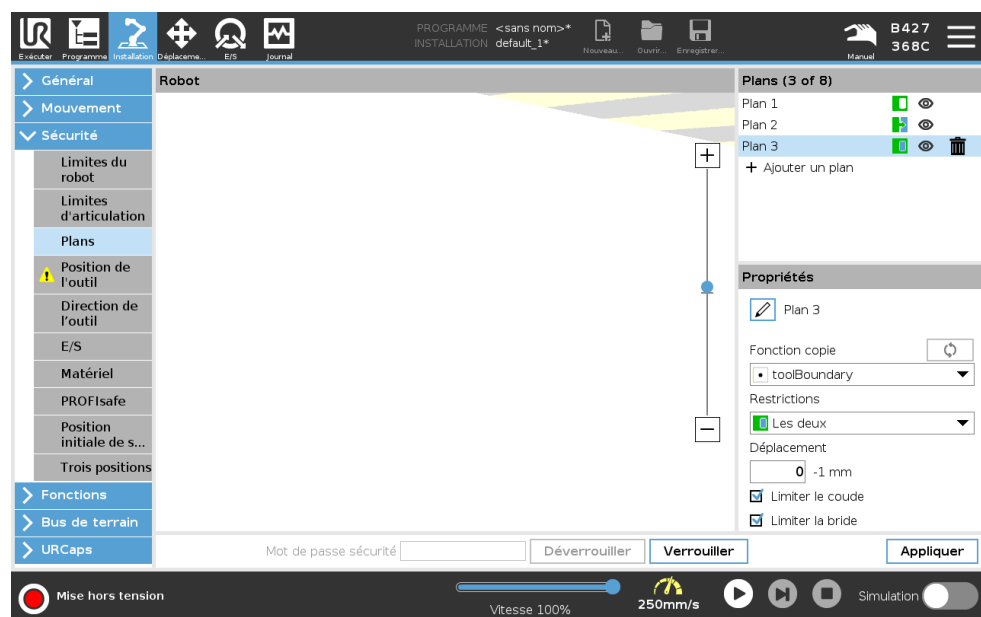 PROGRAMME <sans nom>*
INSTALLATION default_1*
Exécuter Programme Installation Déplaceme... E/S Journal
Nouveau... Ouvrir... Enregistrer...
Manuel
B427
368C
Général
Mouvement
Sécurité
Limites du
robot
Limites
d'articulation
Plans
Position de
l'outil
Direction de
l'outil
E/S
Matériel
PROFIsafe
Position
initiale de s...
Trois positions
Fonctions
Bus de terrain
URCaps
Robot
Plans (3 of 8)
Plan 1
Plan 2
Plan 3
+ Ajouter un plan
Propriétés
Plan 3
Fonction copie
toolBoundary
Restrictions
Les deux
Déplacement
0 -1 mm
Limiter le coude
Limiter la bride
Mot de passe sécurité
Déverrouiller
Verrouiller
Appliquer
Mise hors tension
Vitesse 100%
250mm/s
Simulation